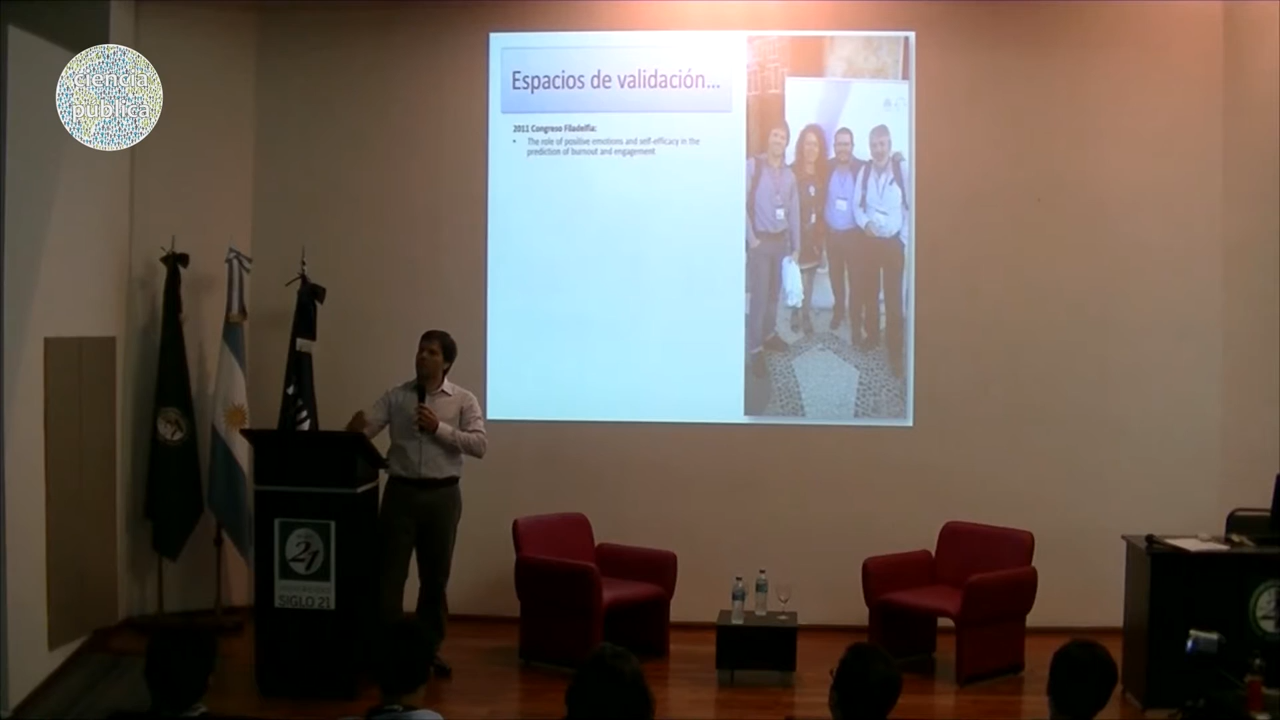 ciencia
pública
Espacios de validación...
2011 Congreso Filadelfia:
• The role of positive emotions and self-efficacy in the
prediction of burnout and engagement
21
SIGLO 21